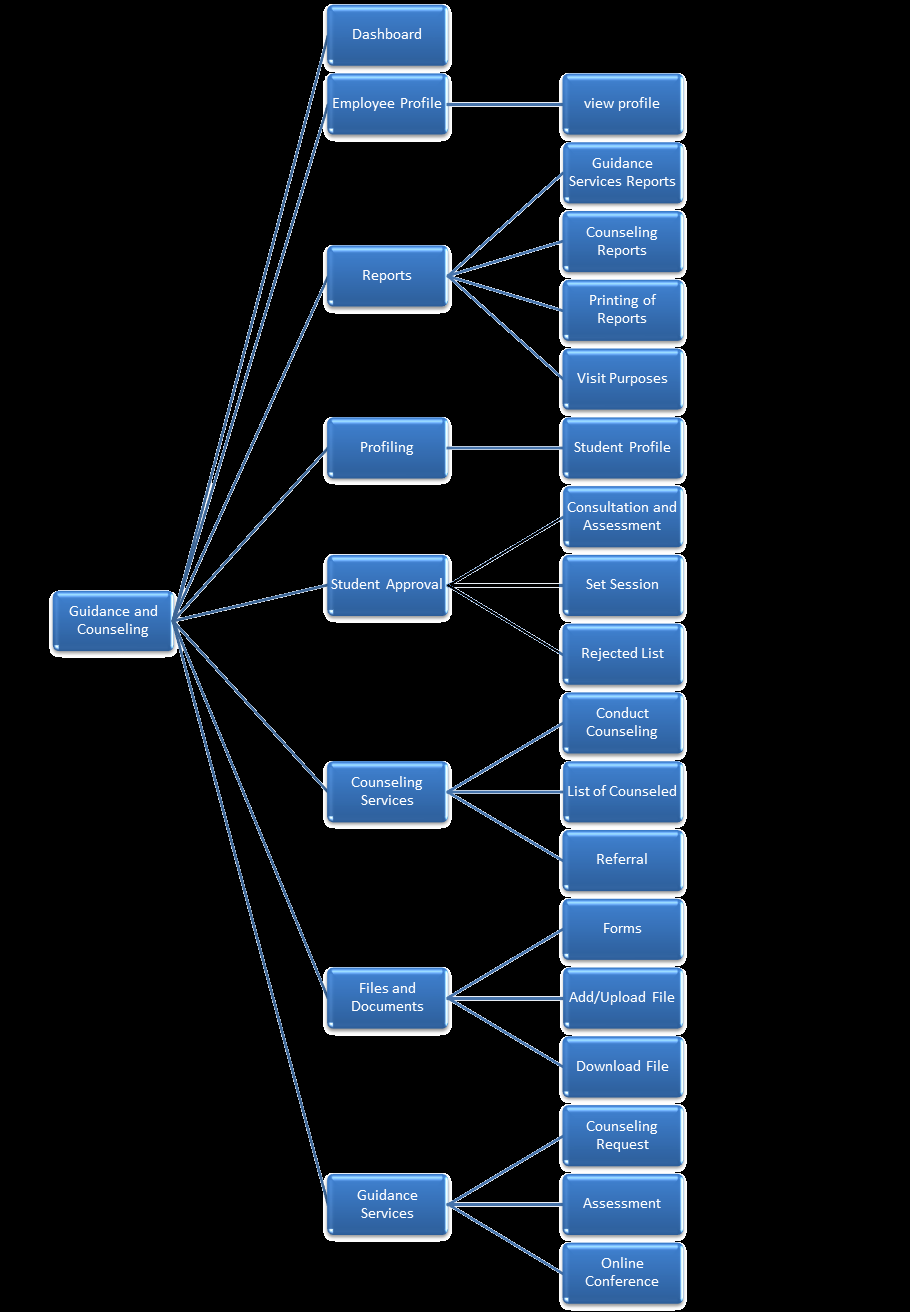 Dashboard
Employee Profile
view profile
Guidance
Services Reports
Counseling
Reports
Reports
Printing of
Reports
Visit Purposes
Profiling
Student Profile
Consultation and
Assessment
Student Approval
Set Session
Guidance and
Counseling
Rejected List
Conduct
Counseling
Counseling
Services
List of Counseled
Referral
Forms
Files and
Documents
Add/Upload File
Download File
Counseling
Request
Guidance
Services
Assessment
Online
Conference